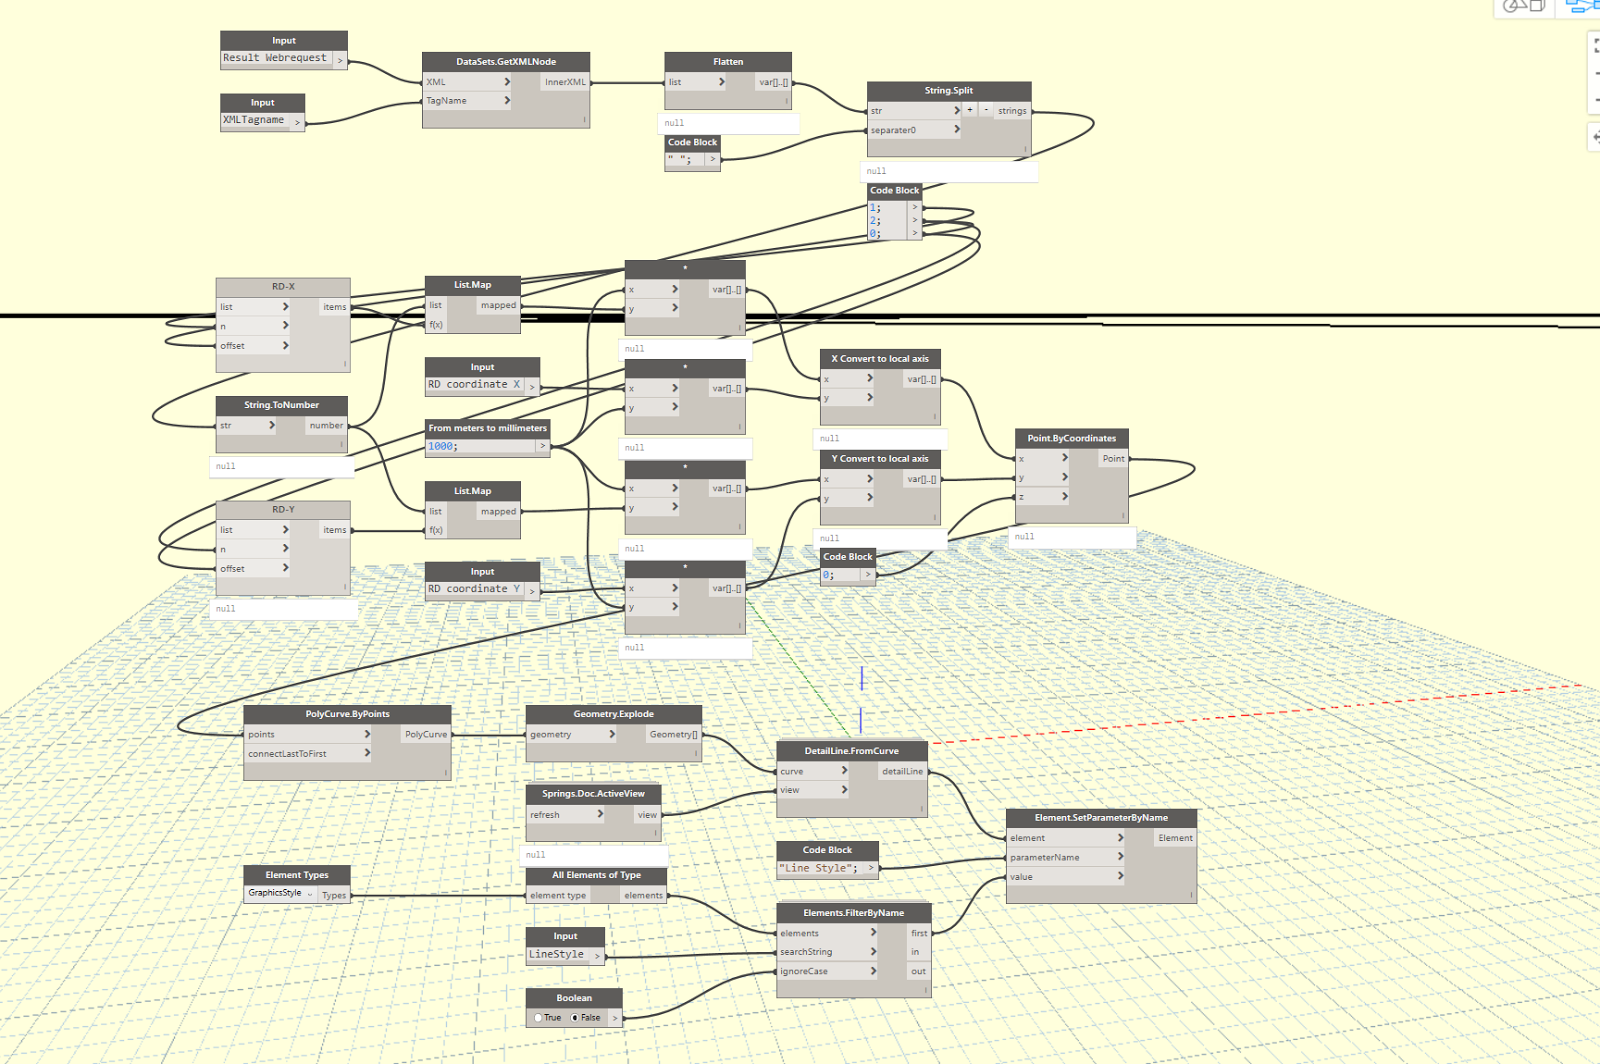 Input
Result Webrequest >
Input
XMLTagname >
DataSets.GetXMLNode
XML > InnerXML
TagName >
Flatten
list > var[]..[]
null
Code Block
" "; >
String.Split
str > + - strings
separater0 >
null
Code Block
1; >
2; >
0; >
RD-X
list > items
n >
offset >
List.Map
list mapped
f(x)
*
x > var[]..[]
y >
null
Input
RD coordinate X >
*
x > var[]..[]
y >
null
X Convert to local axis
x > var[]..[]
y >
null
String.ToNumber
str > number
null
From meters to millimeters
1000; >
Point.ByCoordinates
x > Point
y >
z >
null
Y Convert to local axis
x > var[]..[]
y >
null
*
x > var[]..[]
y >
null
List.Map
list mapped
f(x)
RD-Y
list > items
n >
offset >
null
Code Block
0; >
Input
RD coordinate Y >
*
x > var[]..[]
y >
null
PolyCurve.ByPoints
points > PolyCurve
connectLastToFirst >
Geometry.Explode
geometry > Geometry[]
DetailLine.FromCurve
curve > detailLine
view >
Springs.Doc.ActiveView
refresh > view
null
Element.SetParameterByName
element > Element
parameterName >
value >
Code Block
"Line Style"; >
Element Types
GraphicsStyle Types
All Elements of Type
element type elements
Elements.FilterByName
elements > first
searchString > in
ignoreCase > out
Input
LineStyle >
Boolean
True False >